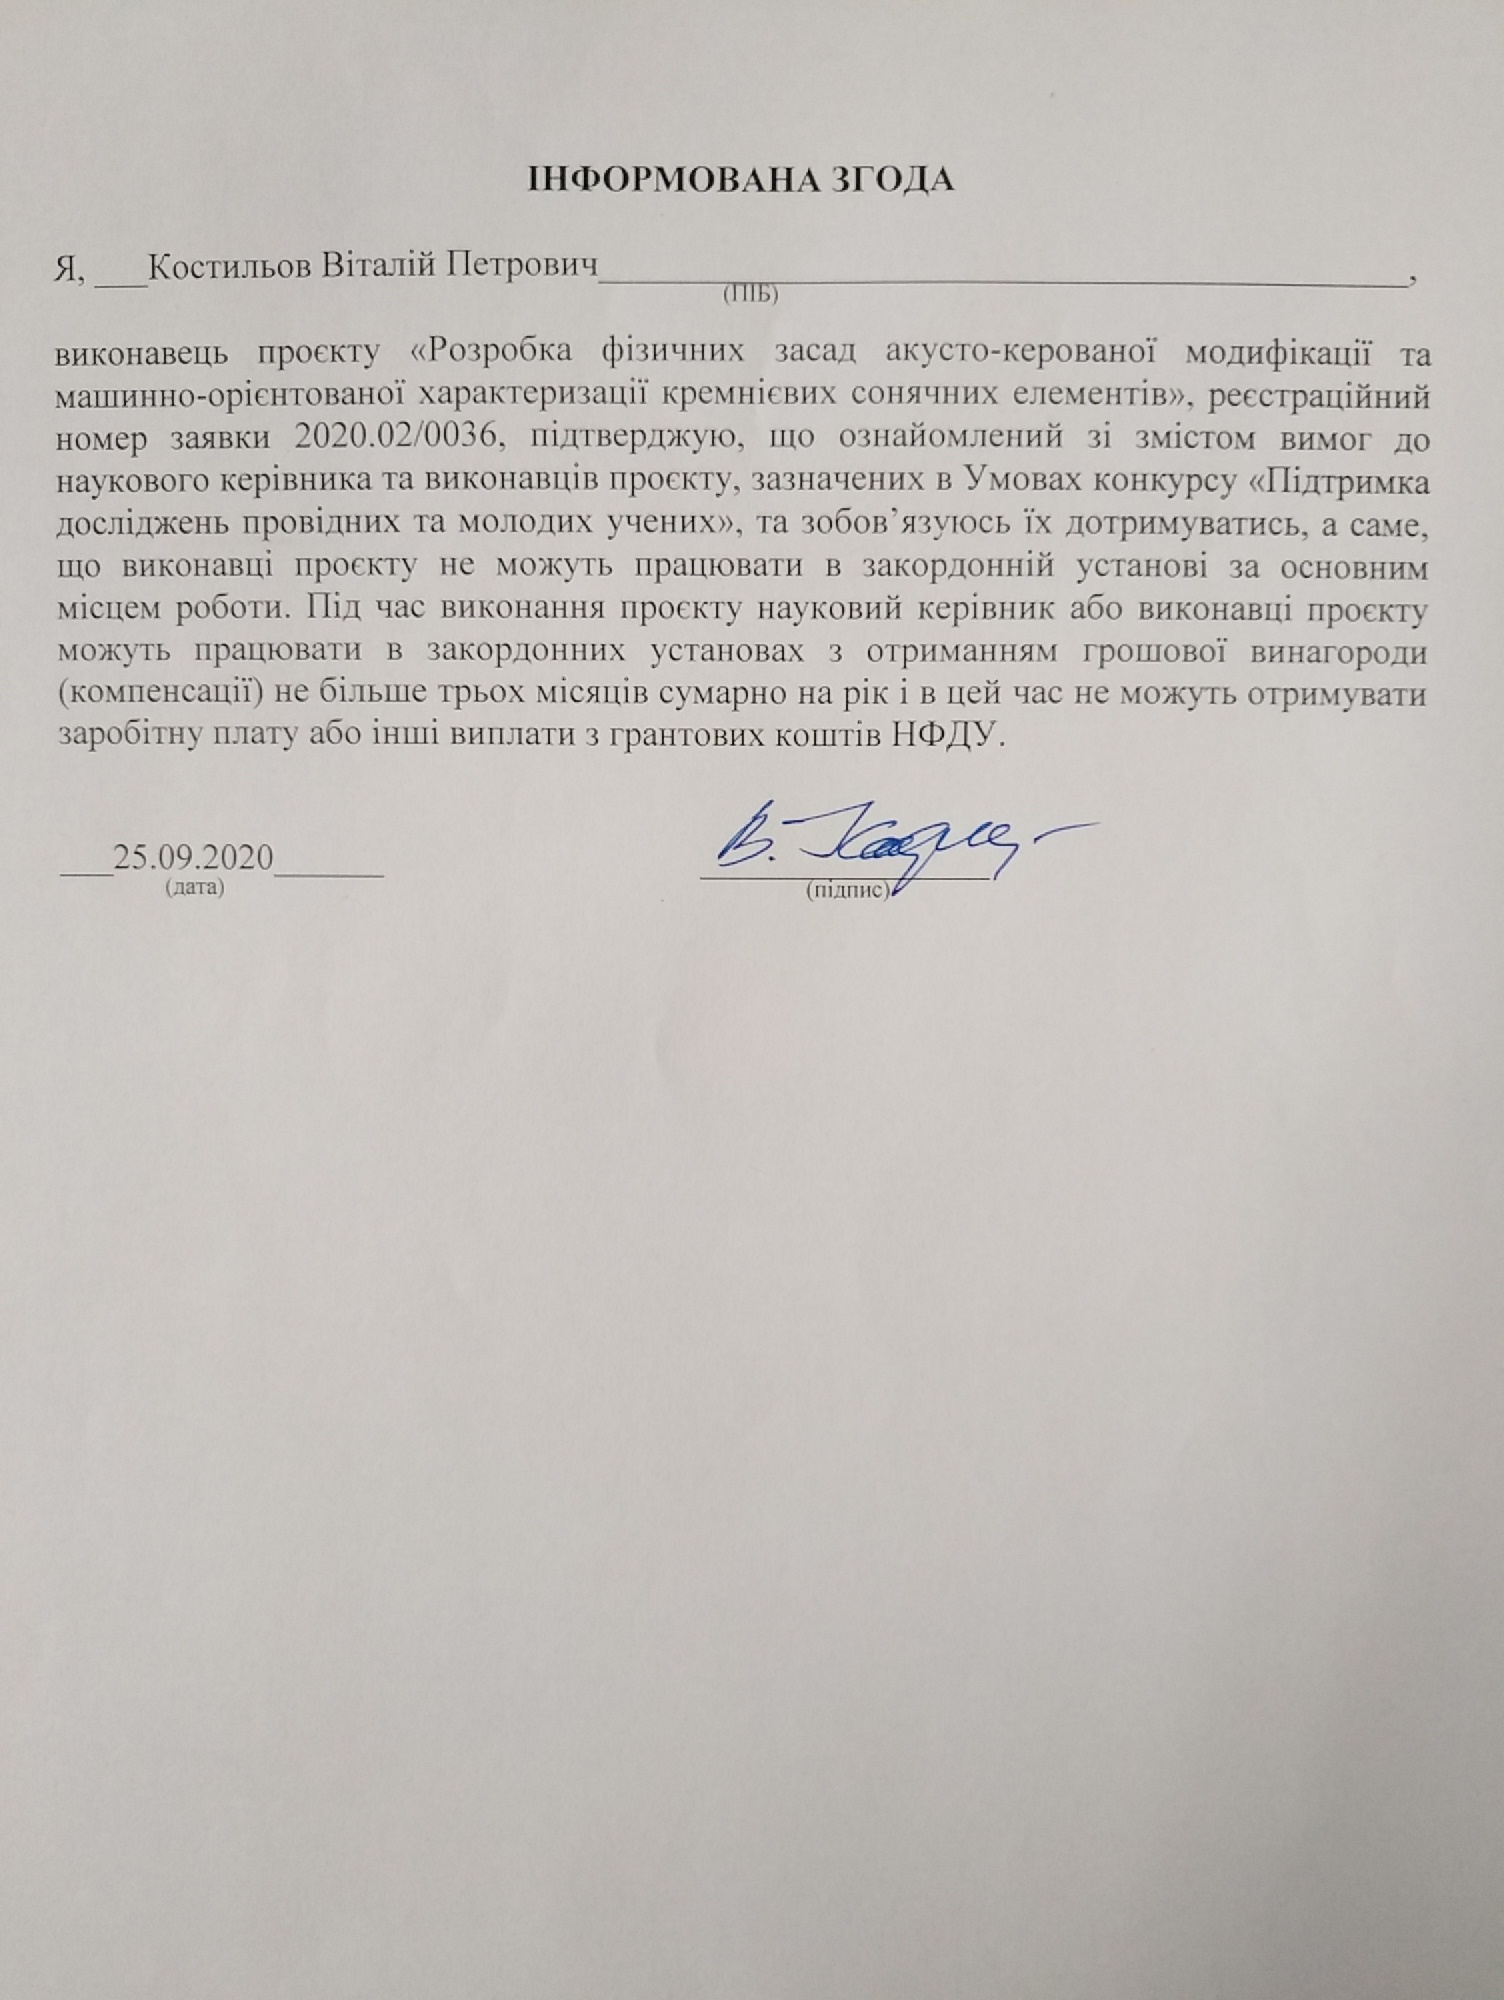 ІНФОРМОВАНА ЗГОДА
Я, ___Костильов Віталій Петрович___,
(ПІБ)
виконавець проєкту «Розробка фізичних засад акусто-керованої модифікації та
машинно-орієнтованої характеризації кремнієвих сонячних елементів», реєстраційний
номер заявки 2020.02/0036, підтверджую, що ознайомлений зі змістом вимог до
наукового керівника та виконавців проєкту, зазначених в Умовах конкурсу «Підтримка
досліджень провідних та молодих учених», та зобов’язуюсь їх дотримуватись, а саме,
що виконавці проєкту не можуть працювати в закордонній установі за основним
місцем роботи. Під час виконання проєкту науковий керівник або виконавці проєкту
можуть працювати в закордонних установах з отриманням грошової винагороди
(компенсації) не більше трьох місяців сумарно на рік і в цей час не можуть отримувати
заробітну плату або інші виплати з грантових коштів НФДУ.
___25.09.2020___
(дата)
(підпис)